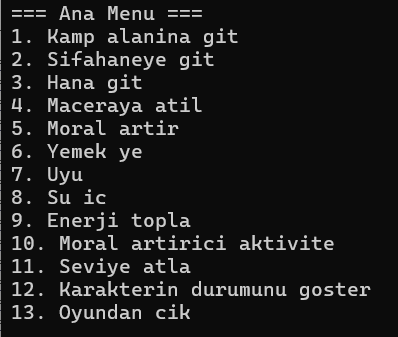 === Ana Menu ===
1. Kamp alanina git
2. Sifahaneye git
3. Hana git
4. Maceraya atil
5. Moral artir
6. Yemek ye
7. Uyu
8. Su ic
9. Enerji topla
10. Moral artirici aktivite
11. Seviye atla
12. Karakterin durumunu goster
13. Oyundan cik